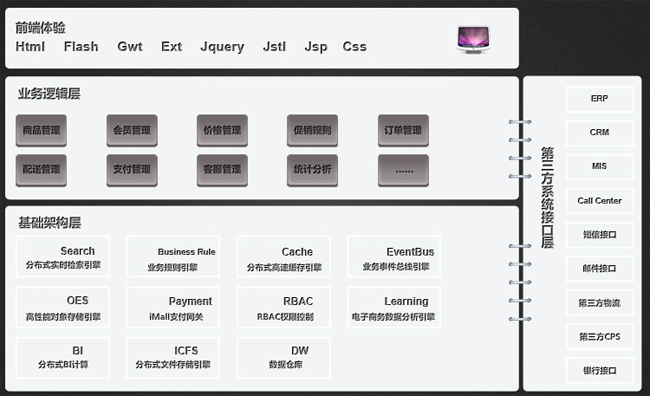 前端体验
Html Flash Gwt Ext Jquery Jstl Jsp Css
业务逻辑层
商品管理 会员管理 价格管理 促销规则 订单管理
配送管理 支付管理 客服管理 统计分析 ......
基础架构层
Search Business Rule Cache EventBus
分布式实时检索引擎 业务规则引擎 分布式高速缓存引擎 业务事件总线引擎
OES Payment RBAC Learning
高性能对象存储引擎 iMall支付网关 RBAC权限控制 电子商务数据分析引擎
BI ICFS DW
分布式BI计算 分布式文件存储引擎 数据仓库
第三方系统接口层
ERP
CRM
MIS
Call Center
短信接口
邮件接口
第三方物流
第三方CPS
银行接口